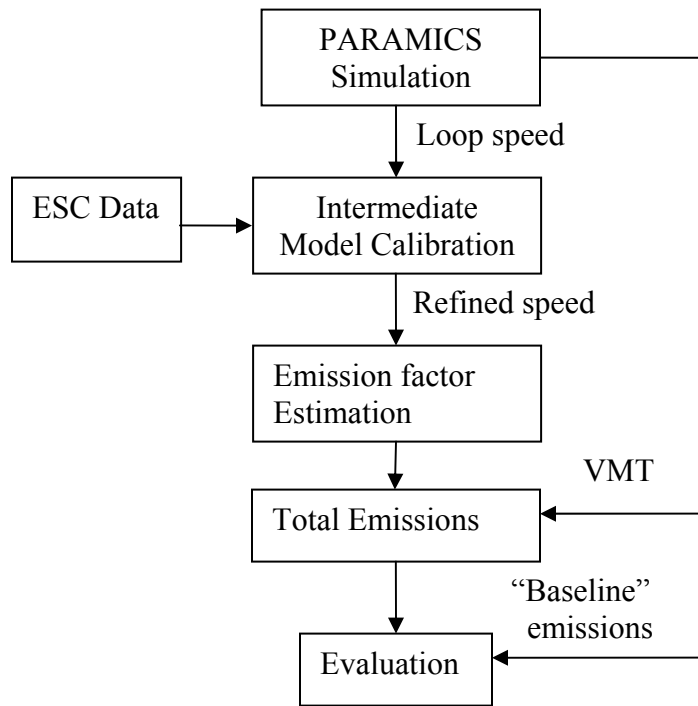 PARAMICS
Simulation
Loop speed
ESC Data
Intermediate
Model Calibration
Refined speed
Emission factor
Estimation
VMT
Total Emissions
“Baseline”
emissions
Evaluation